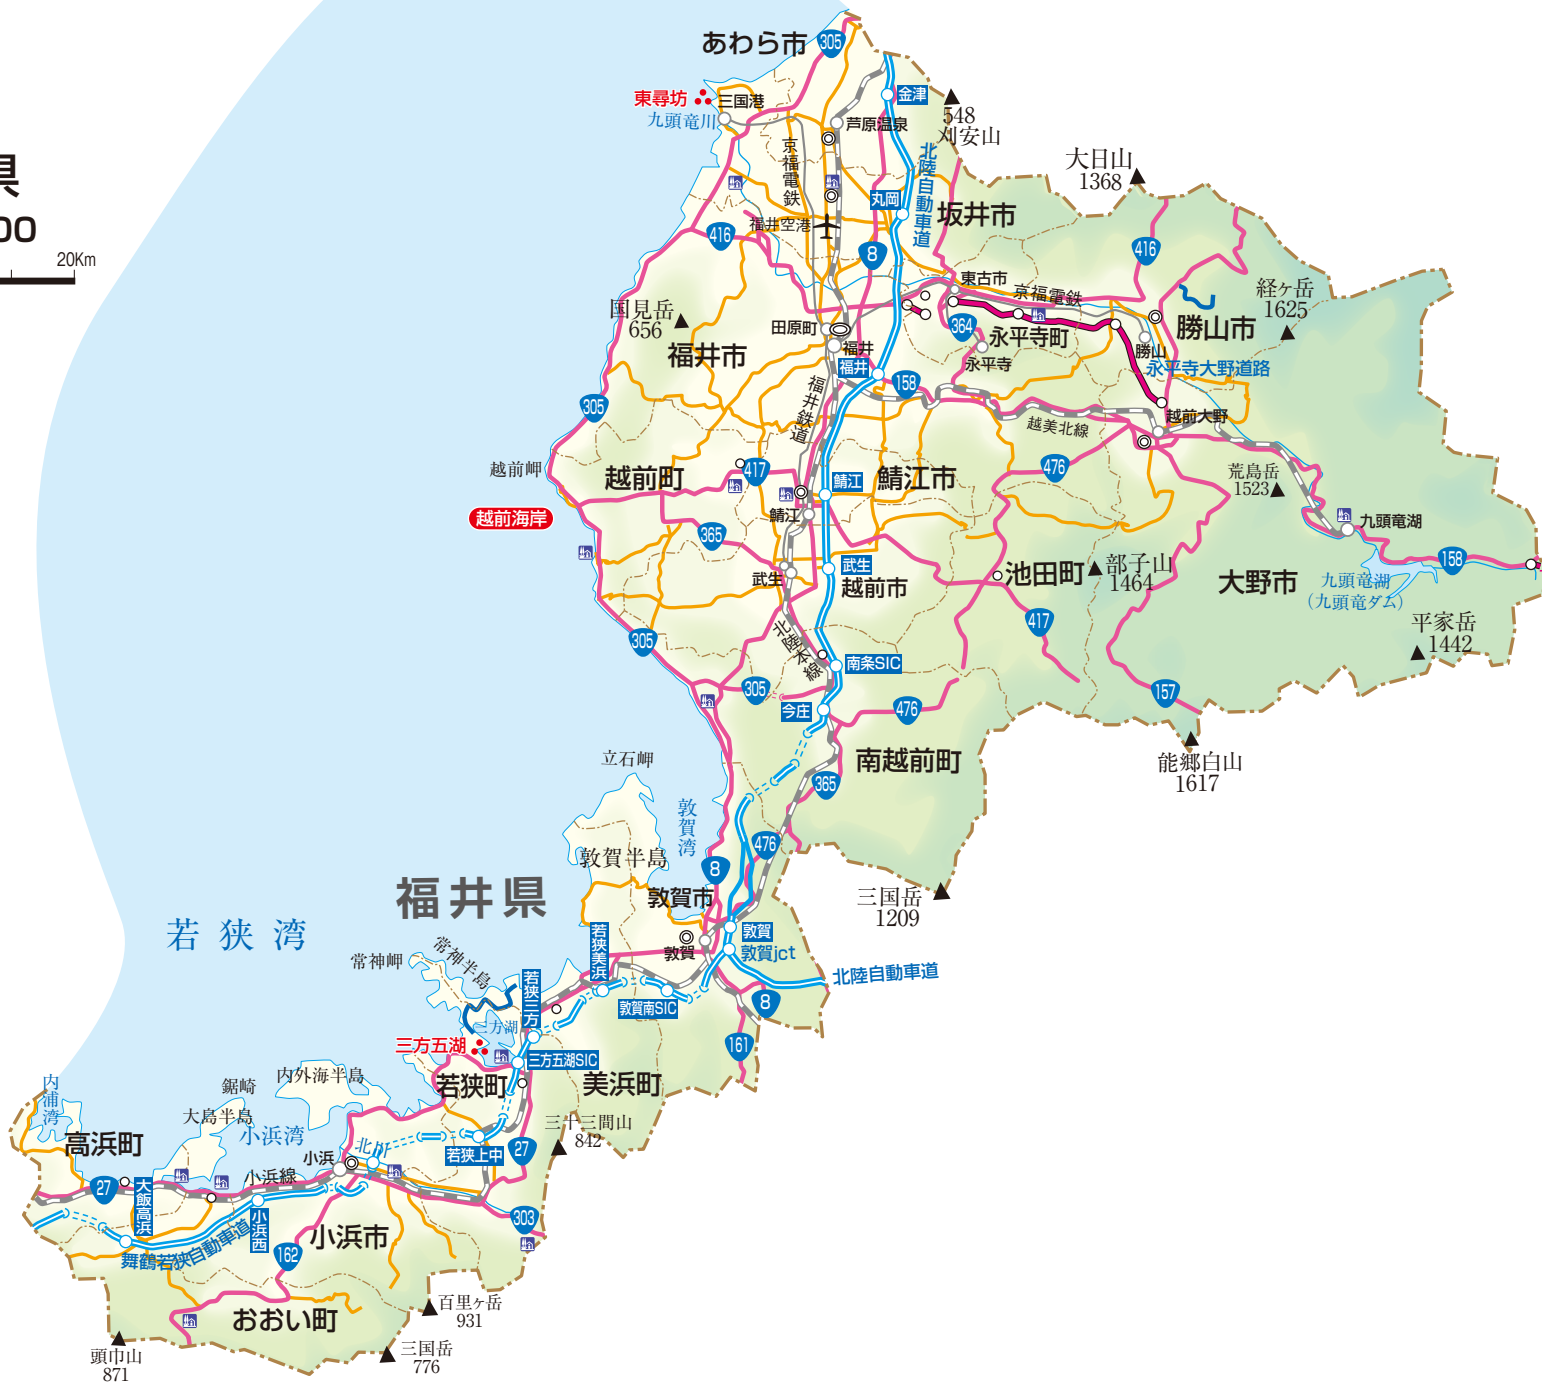 県
00
20Km
あわら市
305
東尋坊
三国港
九頭竜川
芦原温泉
金津
548
刈安山
京福電鉄
北陸自動車道
大日山
1368
丸岡
坂井市
福井空港
416
8
416
東古市
京福電鉄
経ヶ岳
1625
国見岳
656
田原町
364
永平寺町
勝山市
福井市
福井
福井
永平寺
勝山
永平寺大野道路
158
305
福井鉄道
越美北線
越前大野
越前岬
越前町
417
鯖江
鯖江市
476
荒島岳
1523
越前海岸
鯖江
365
九頭竜湖
武生
武生
越前市
池田町
部子山
1464
大野市
九頭竜湖
（九頭竜ダム）
158
305
北陸本線
417
平家岳
1442
南条SIC
305
今庄
476
157
南越前町
能郷白山
1617
立石岬
365
敦賀湾
敦賀半島
476
8
福井県
敦賀市
三国岳
1209
若狭湾
若狭美浜
敦賀
敦賀
敦賀jct
常神岬
常神半島
若狭三方
北陸自動車道
敦賀南SIC
8
三方湖
三方五湖
161
三方五湖SIC
若狭町
美浜町
内浦湾
鋸崎
内外海半島
大島半島
小浜湾
三十三間山
842
高浜町
北川
若狭上中
27
小浜
小浜線
27
大飯高浜
小浜西
303
舞鶴若狭自動車道
162
小浜市
おおい町
百里ヶ岳
931
頭巾山
871
三国岳
776